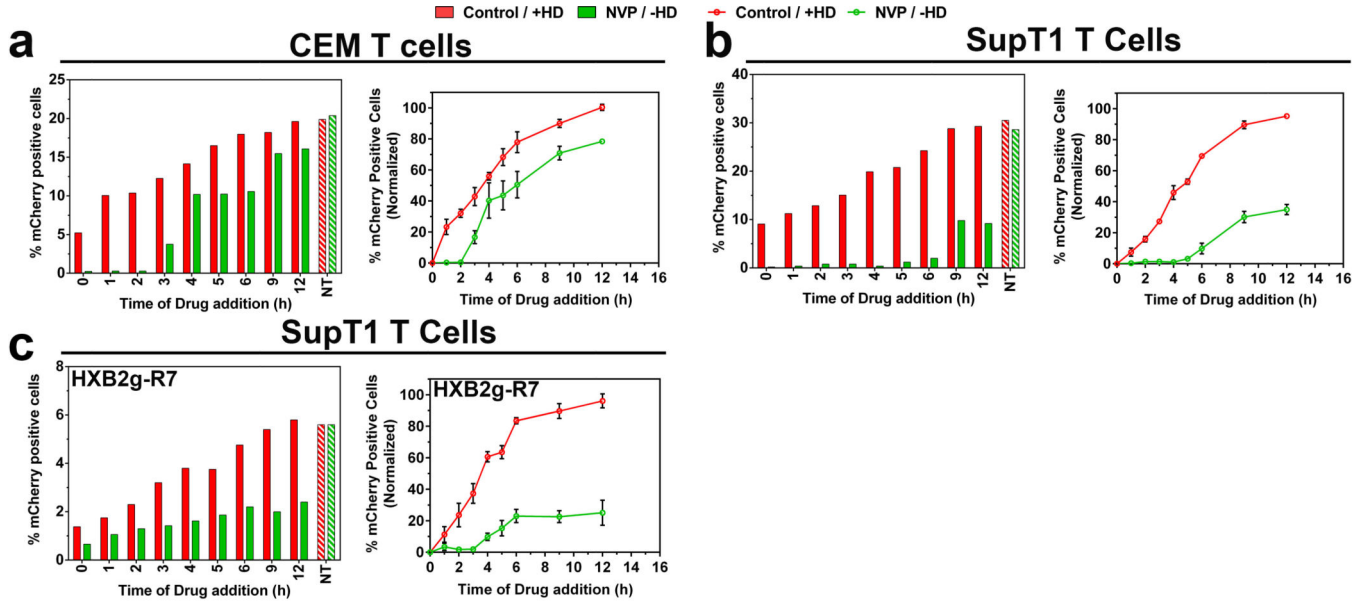 Control / +HD NVP / -HD Control / +HD NVP / -HD
a
CEM T cells
% mCherry positive cells
25
20
15
10
5
0
0 1 2 3 4 5 6 9 12 NT
Time of Drug addition (h)
% mCherry Positive Cells
(Normalized)
100
80
60
40
20
0
0 2 4 6 8 10 12 14 16
Time of Drug addition (h)
b
SupT1 T Cells
% mCherry positive cells
40
30
20
10
0
0 1 2 3 4 5 6 9 12 NT
Time of Drug addition (h)
% mCherry Positive Cells
(Normalized)
100
80
60
40
20
0
0 2 4 6 8 10 12 14 16
Time of Drug addition (h)
c
SupT1 T Cells
HXB2g-R7
% mCherry positive cells
8
6
4
2
0
0 1 2 3 4 5 6 9 12 NT
Time of Drug addition (h)
HXB2g-R7
% mCherry Positive Cells
(Normalized)
100
80
60
40
20
0
0 2 4 6 8 10 12 14 16
Time of Drug addition (h)